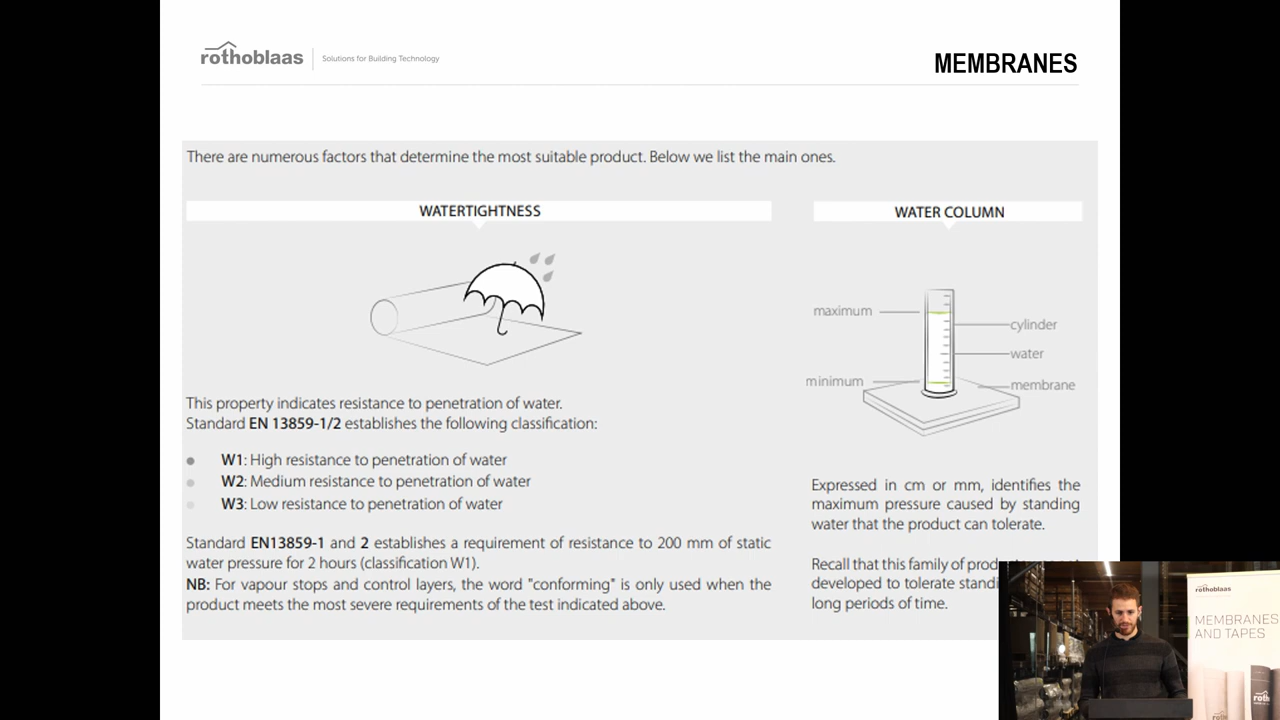 rothoblaas
Solutions for Building Technology
MEMBRANES
There are numerous factors that determine the most suitable product. Below we list the main ones.
WATERTIGHTNESS
This property indicates resistance to penetration of water.
Standard EN 13859-1/2 establishes the following classification:
W1: High resistance to penetration of water
W2: Medium resistance to penetration of water
W3: Low resistance to penetration of water
Standard EN13859-1 and 2 establishes a requirement of resistance to 200 mm of static
water pressure for 2 hours (classification W1).
NB: For vapour stops and control layers, the word "conforming" is only used when the
product meets the most severe requirements of the test indicated above.
WATER COLUMN
maximum
cylinder
water
minimum
membrane
Expressed in cm or mm, identifies the
maximum pressure caused by standing
water that the product can tolerate.
Recall that this family of
developed to tolerate
long periods of time.
rothoblaas
MEMBRANES
AND TAPES
roth
roth